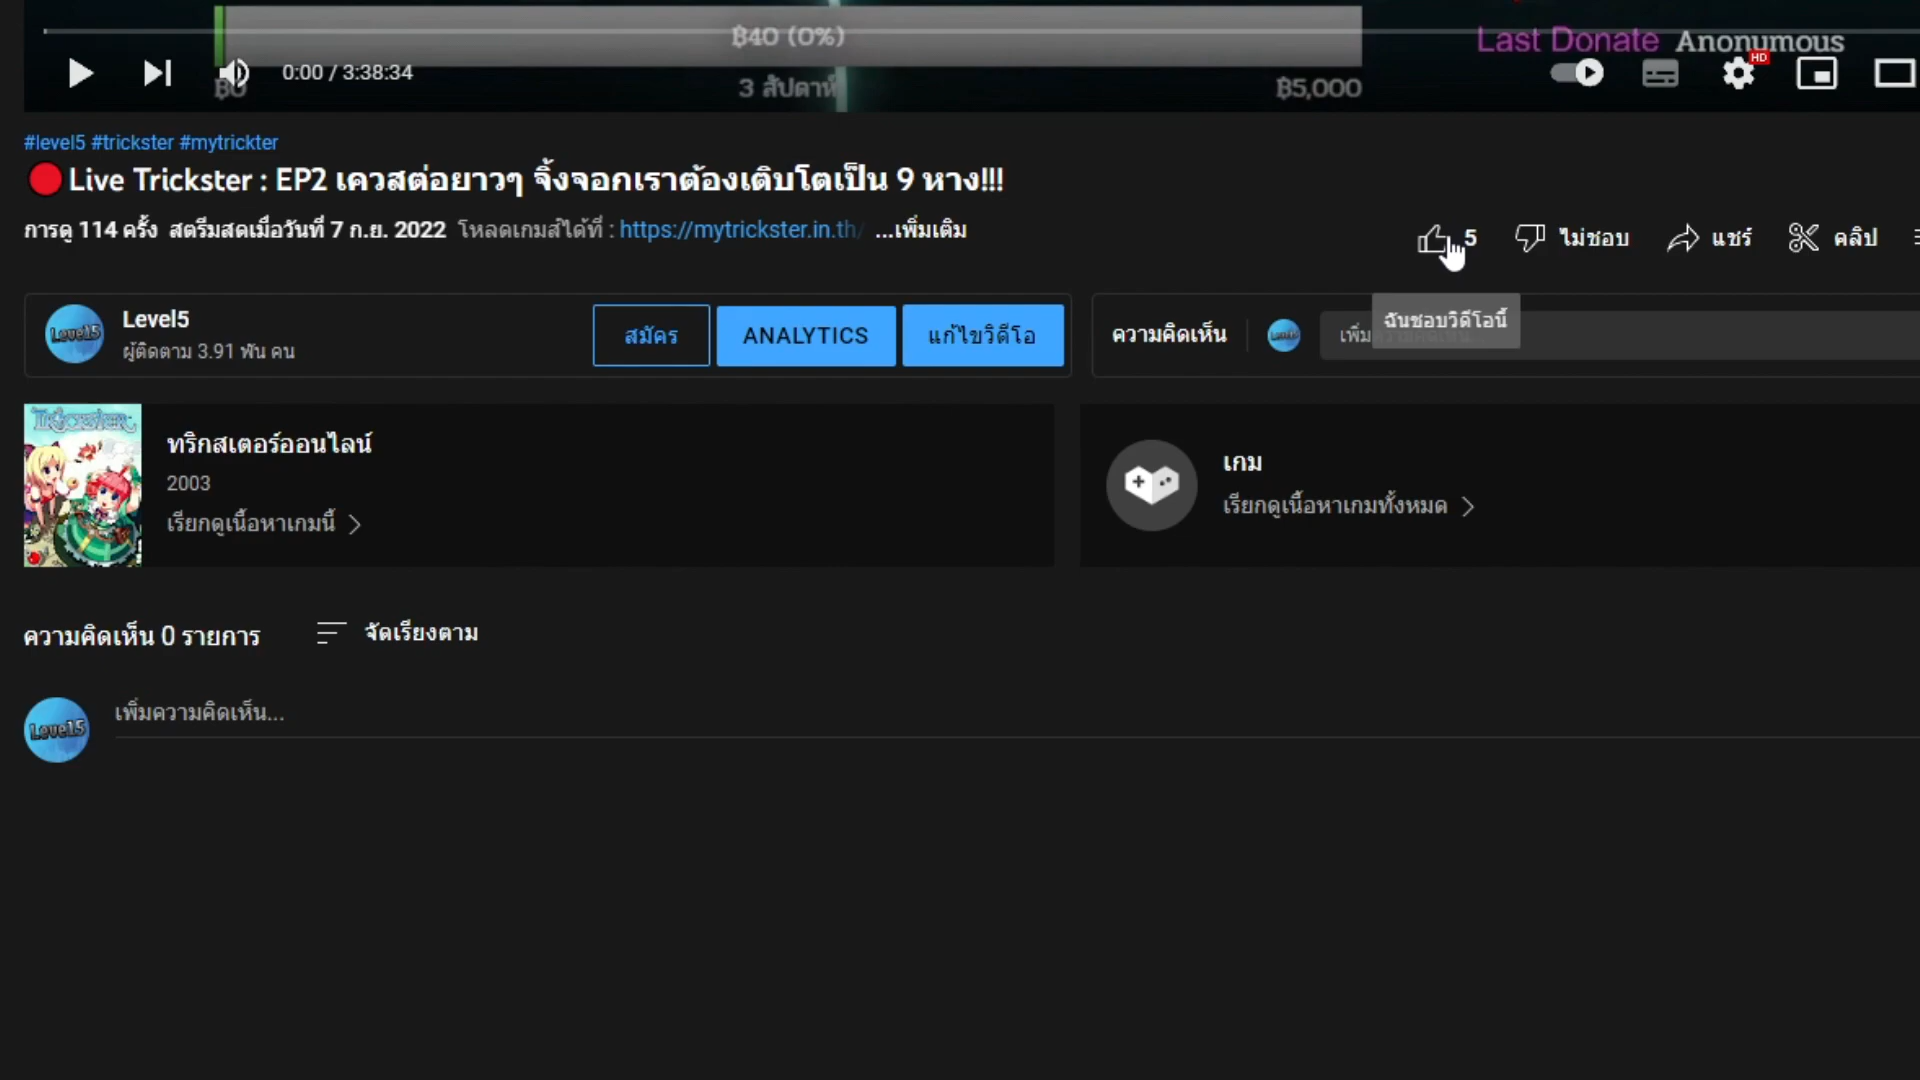 ฿40 (0%)
Last Donate Anonumous
0:00 / 3:38:34
HD
฿0
3 สัปดาห์
฿5,000
#level5 #trickster #mytrickter
Live Trickster : EP2 เควสต่อยาวๆ จิ้งจอกเราต้องเติบโตเป็น 9 หาง!!!
การดู 114 ครั้ง สตรีมสดเมื่อวันที่ 7 ก.ย. 2022 โหลดเกมส์ได้ที่ : https://mytrickster.in.th/ ...เพิ่มเติม
5 ไม่ชอบ แชร์ คลิป
Level5
Level5
ผู้ติดตาม 3.91 พัน คน
สมัคร
ANALYTICS
แก้ไขวิดีโอ
ความคิดเห็น
เพิ่ม
ฉันชอบวิดีโอนี้
Trickster
ทริกสเตอร์ออนไลน์
2003
เรียกดูเนื้อหาเกมนี้
เกม
เรียกดูเนื้อหาเกมทั้งหมด
ความคิดเห็น 0 รายการ
จัดเรียงตาม
Level5
เพิ่มความคิดเห็น...